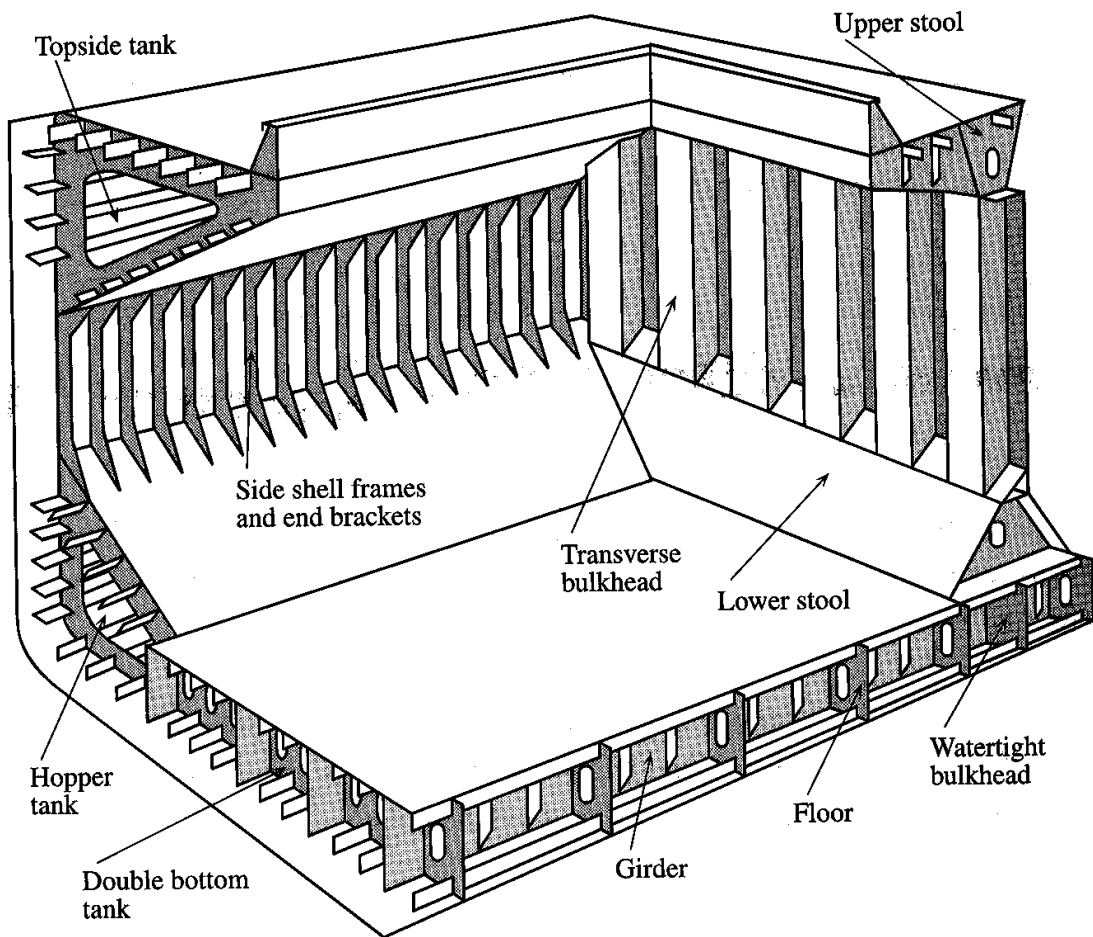 Topside tank
Upper stool
Side shell frames
and end brackets
Transverse
bulkhead
Lower stool
Hopper
tank
Watertight
bulkhead
Floor
Girder
Double bottom
tank